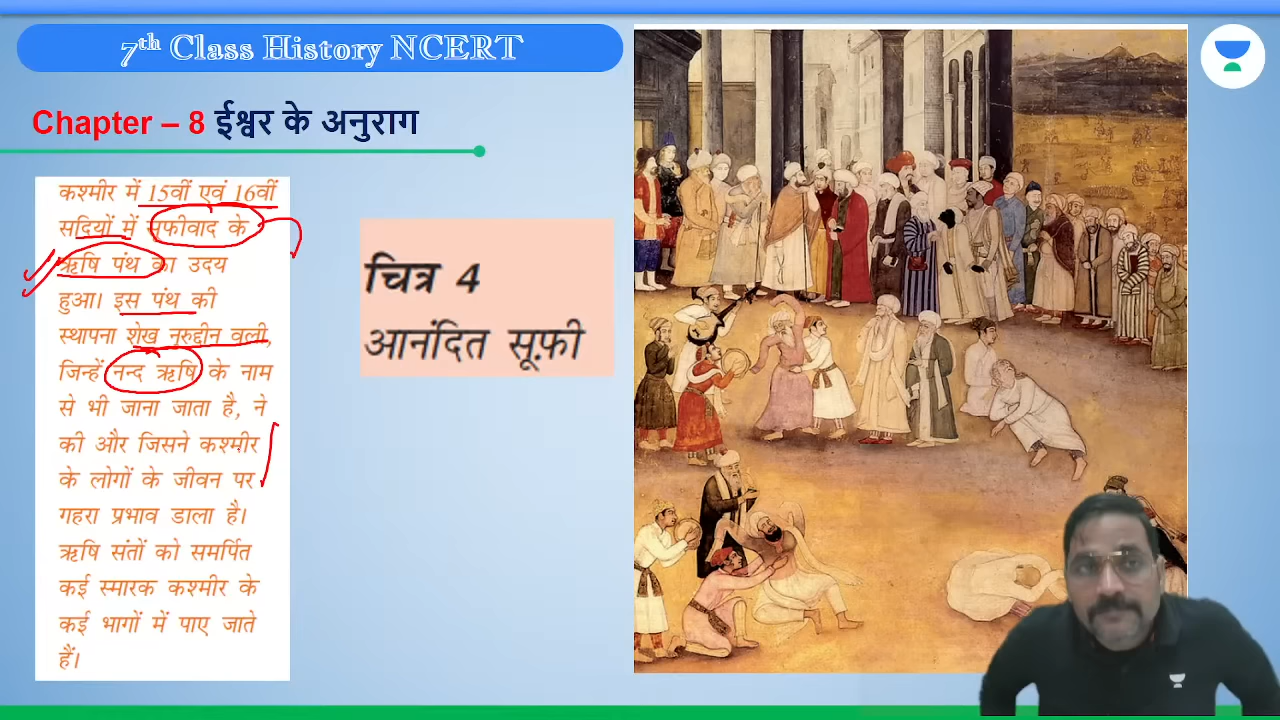 7th Class History NCERT
Chapter – 8 ईश्वर के अनुराग
कश्मीर में 15वीं एवं 16वीं
सदियों में सूफीवाद के
ऋषि पंथ का उदय
हुआ। इस पंथ की
स्थापना शेख नुरुद्दीन वली,
जिन्हें नन्द ऋषि के नाम
से भी जाना जाता है, ने
की और जिसने कश्मीर
के लोगों के जीवन पर
गहरा प्रभाव डाला है।
ऋषि संतों को समर्पित
कई स्मारक कश्मीर के
कई भागों में पाए जाते
हैं।
चित्र 4
आनंदित सूफ़ी